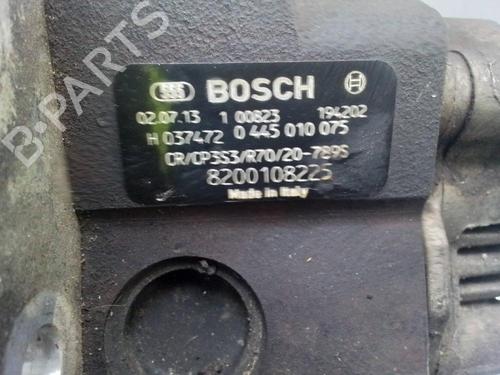 B-PARTS
BOSCH
02.07.13 1 00823 194202
H 037472 0 445 010 075
CR/CP3S3/R70/20-789S
8200108225
Made in Italy